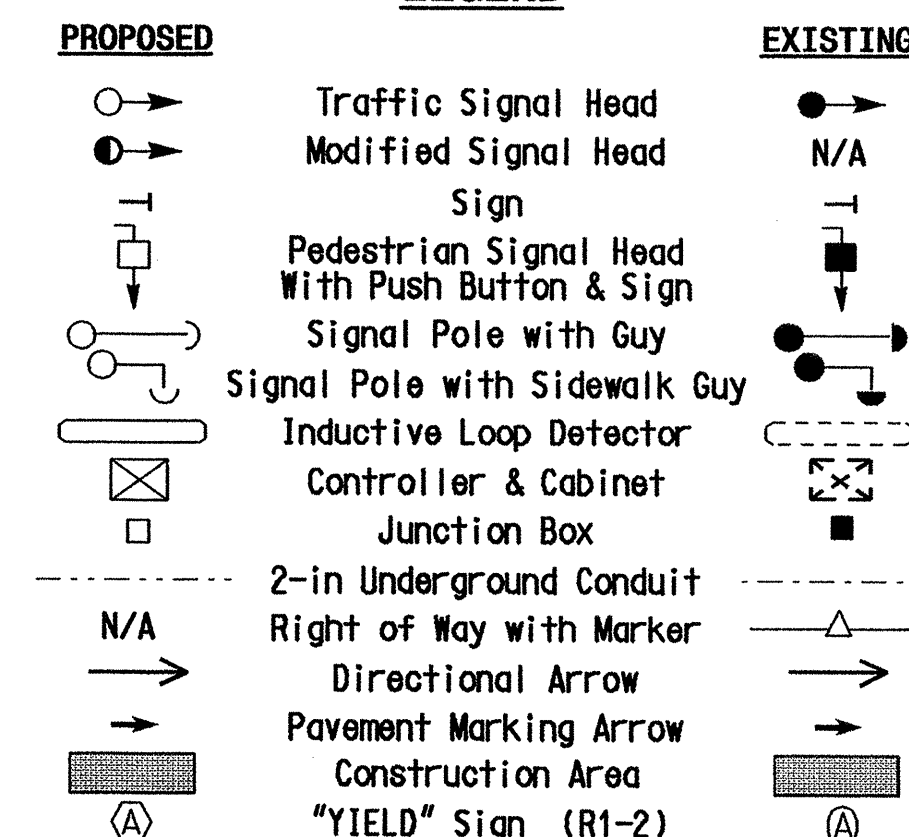 PROPOSED EXISTING
Traffic Signal Head
Modified Signal Head N/A
Sign
Pedestrian Signal Head
With Push Button & Sign
Signal Pole with Guy
Signal Pole with Sidewalk Guy
Inductive Loop Detector
Controller & Cabinet
Junction Box
2-in Underground Conduit
N/A Right of Way with Marker
Directional Arrow
Pavement Marking Arrow
Construction Area
A "YIELD" Sign (R1-2) A